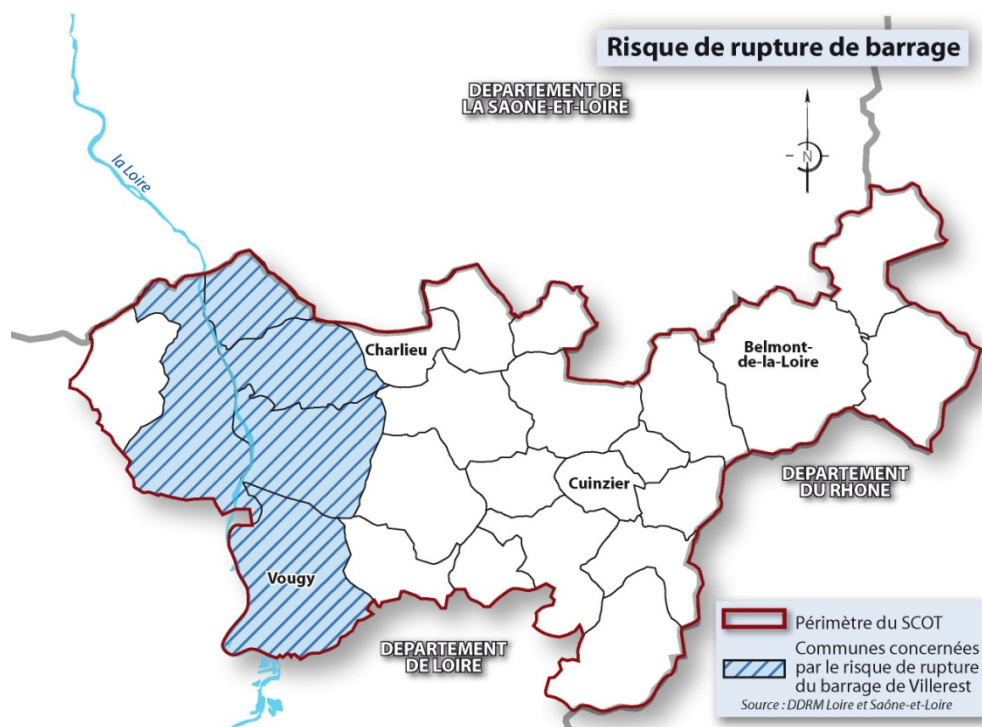 Risque de rupture de barrage
DEPARTEMENT DE
LA SAONE-ET-LOIRE
la Loire
N
Charlieu
Belmont-
de-la-Loire
Cuinzier
DEPARTEMENT
DU RHONE
Vougy
DEPARTEMENT
DE LOIRE
Périmètre du SCOT
Communes concernées
par le risque de rupture
du barrage de Villerest
Source : DDRM Loire et Saône-et-Loire